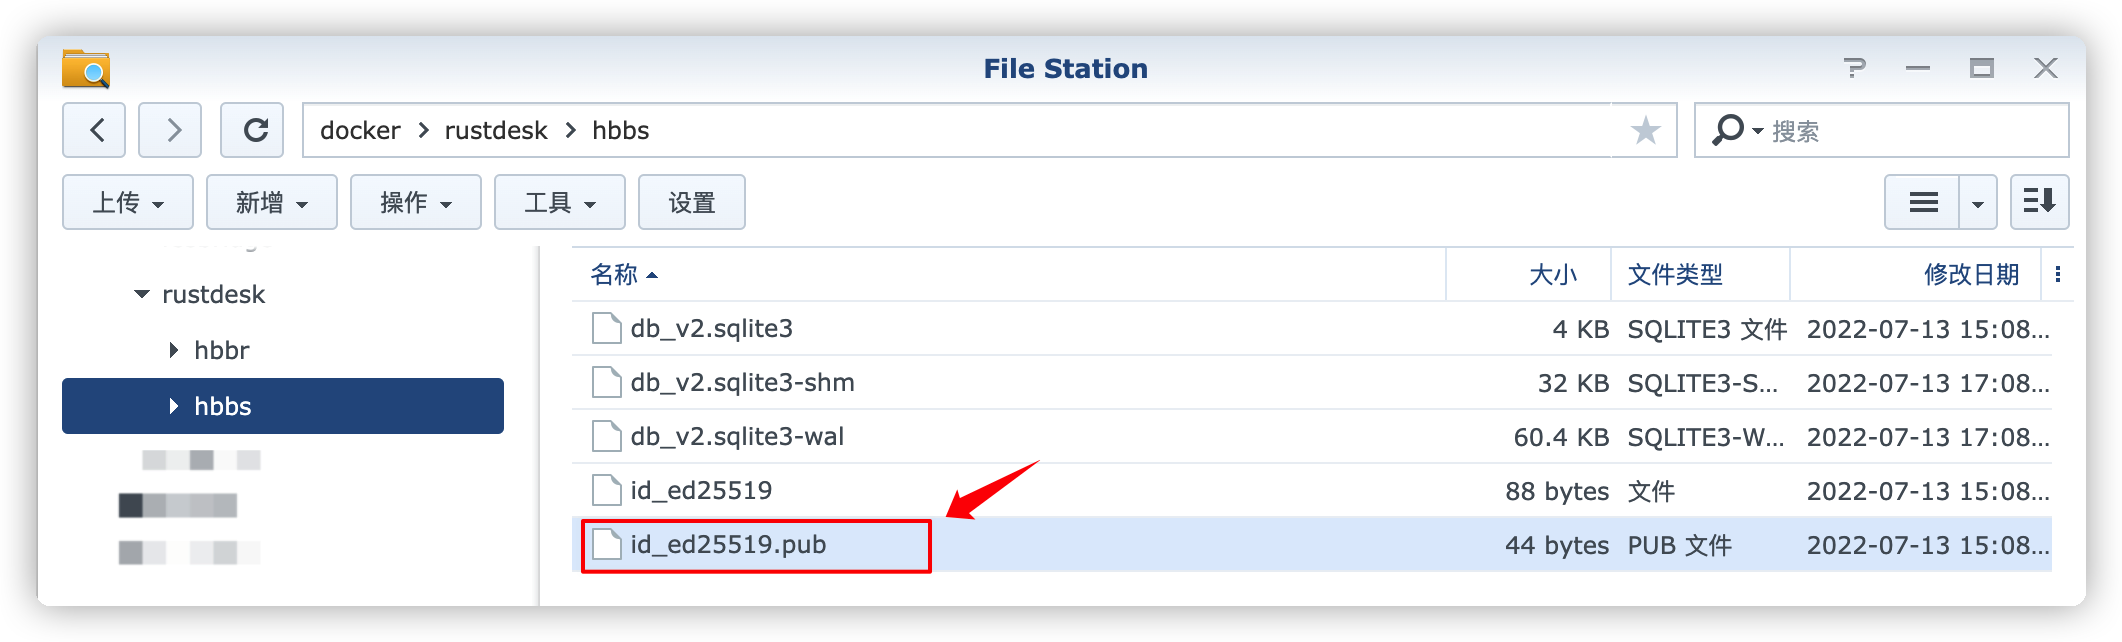 File Station
docker > rustdesk > hbbs
搜索
上传 新增 操作 工具 设置
rustdesk
hbbr
hbbs
名称 大小 文件类型 修改日期
db_v2.sqlite3 4 KB SQLITE3 文件 2022-07-13 15:08...
db_v2.sqlite3-shm 32 KB SQLITE3-S... 2022-07-13 17:08...
db_v2.sqlite3-wal 60.4 KB SQLITE3-W... 2022-07-13 17:08...
id_ed25519 88 bytes 文件 2022-07-13 15:08...
id_ed25519.pub 44 bytes PUB 文件 2022-07-13 15:08...